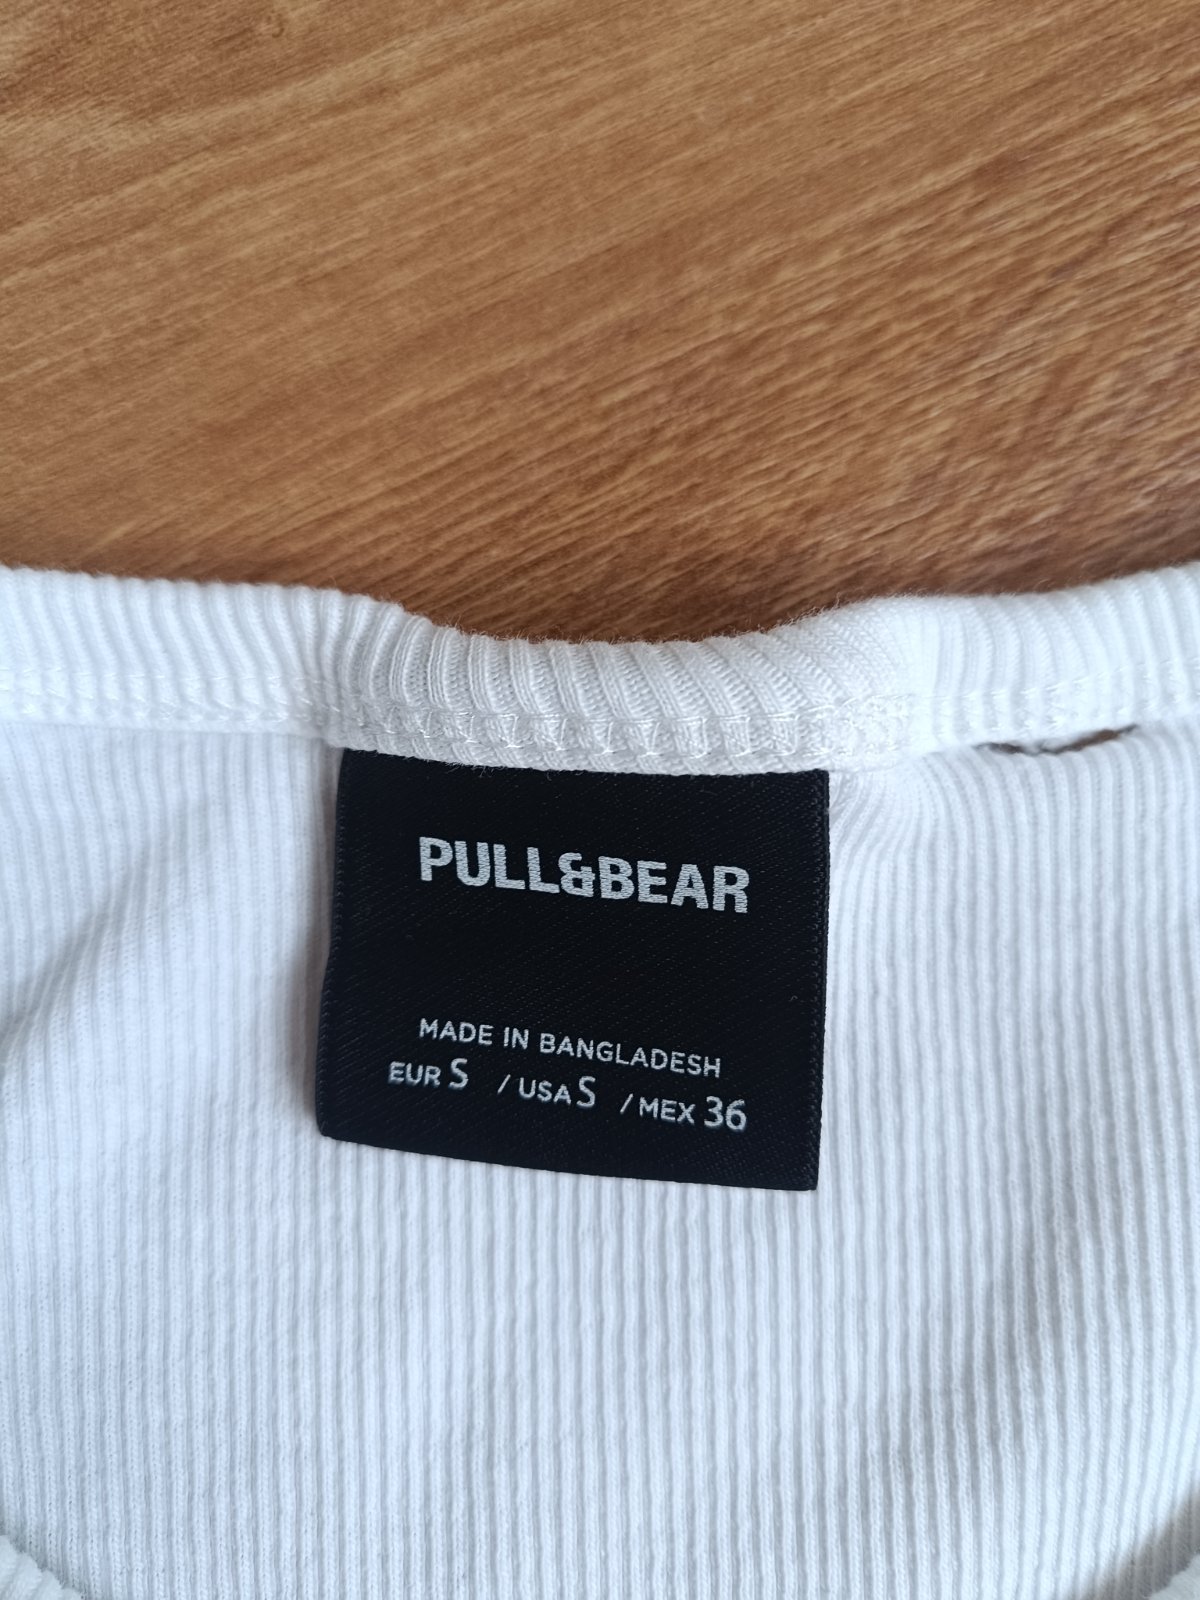 PULL&BEAR
MADE IN BANGLADESH
EUR S / USA S / MEX 36